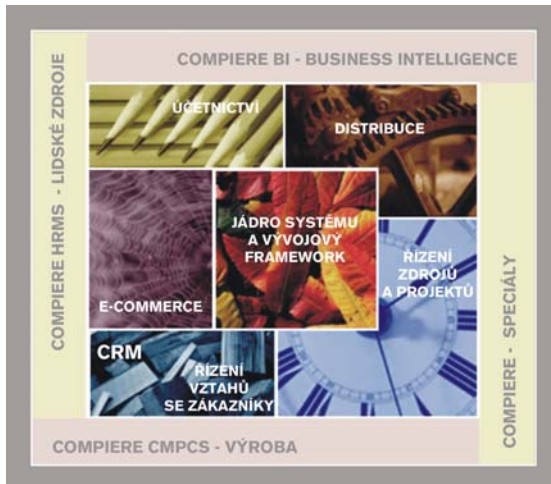 COMPIERE BI - BUSINESS INTELLIGENCE
COMPIERE HRMS - LIDSKÉ ZDROJE
ÚČETNICTVÍ
DISTRIBUCE
JÁDRO SYSTÉMU
A VÝVOJOVÝ
FRAMEWORK
E-COMMERCE
ŘÍZENÍ
ZDROJŮ
A PROJEKTŮ
CRM
ŘÍZENÍ
VZTAHŮ
SE ZÁKAZNÍKY
COMPIERE - SPECIÁLY
COMPIERE CMPCS - VÝROBA